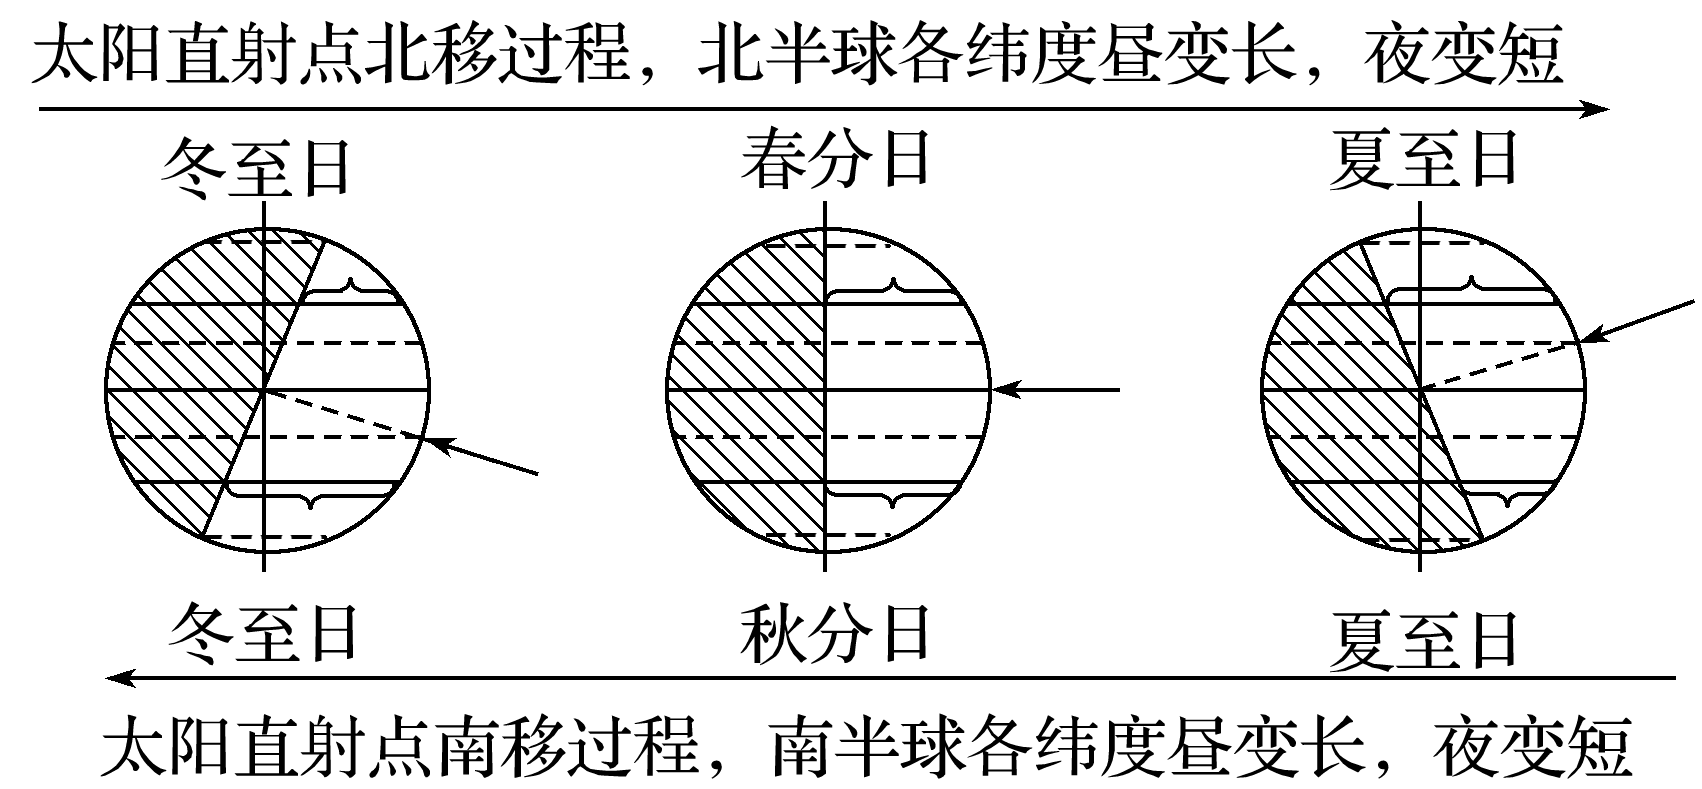 太阳直射点北移过程，北半球各纬度昼变长，夜变短
冬至日 春分日 夏至日
冬至日 秋分日 夏至日
太阳直射点南移过程，南半球各纬度昼变长，夜变短